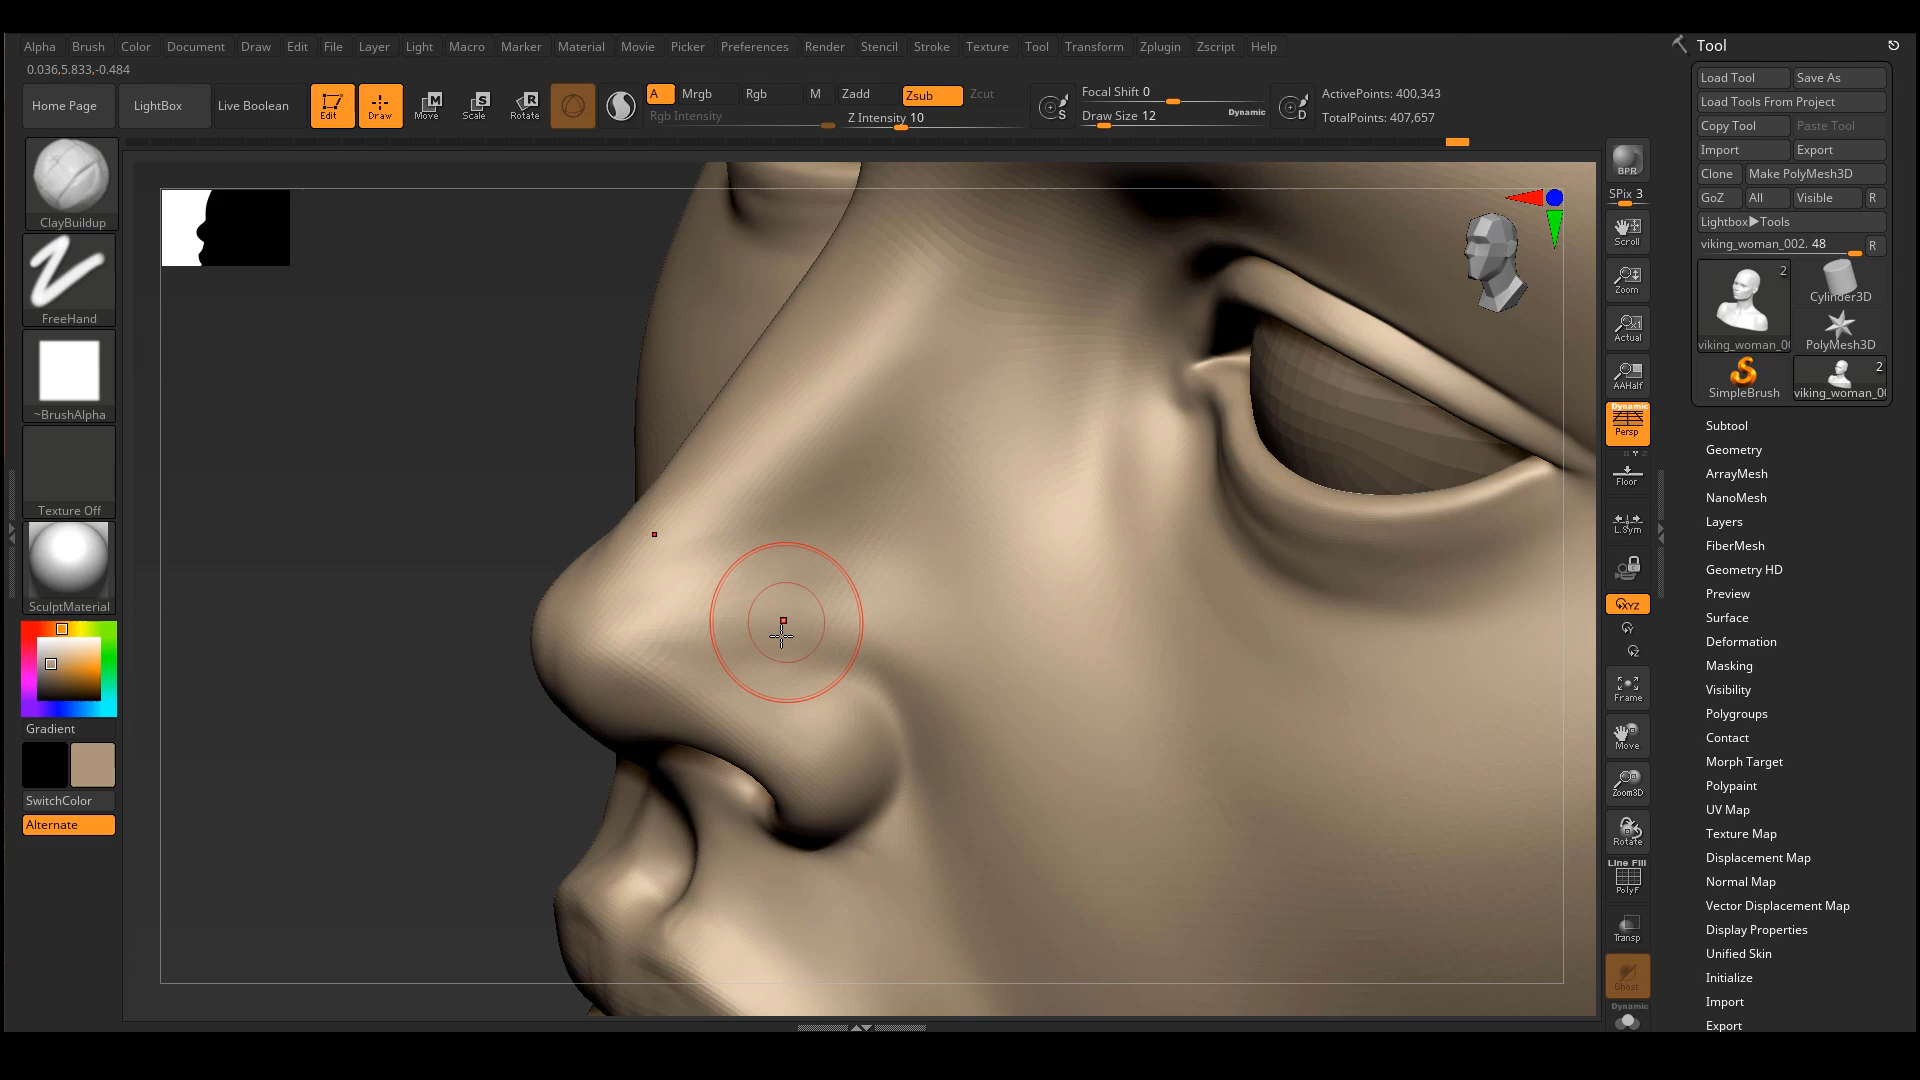 Alpha Brush Color Document Draw Edit File Layer Light Macro Marker Material Movie Picker Preferences Render Stencil Stroke Texture Tool Transform Zplugin Zscript Help
0.036,5.833,-0.484
Home Page LightBox Live Boolean Edit Draw Move Scale Rotate
A Mrgb Rgb M Zadd Zsub Zcut
Rgb Intensity Z Intensity 10
Focal Shift 0
Draw Size 12 Dynamic
ActivePoints: 400,343
TotalPoints: 407,657
ClayBuildup
FreeHand
~BrushAlpha
Texture Off
SculptMaterial
Gradient
SwitchColor
Alternate
BPR
SPix 3
Scroll
Zoom
Actual
AAHalf
Dynamic
Persp
Floor
L.Sym
XYZ
Y
Z
Frame
Move
Zoom3D
Rotate
Line Fill
PolyF
Transp
Ghost
Dynamic
Tool
Load Tool Save As
Load Tools From Project
Copy Tool Paste Tool
Import Export
Clone Make PolyMesh3D
GoZ All Visible R
Lightbox▶Tools
viking_woman_002. 48 R
2
Cylinder3D
viking_woman_00 PolyMesh3D
2
SimpleBrush viking_woman_00
Subtool
Geometry
ArrayMesh
NanoMesh
Layers
FiberMesh
Geometry HD
Preview
Surface
Deformation
Masking
Visibility
Polygroups
Contact
Morph Target
Polypaint
UV Map
Texture Map
Displacement Map
Normal Map
Vector Displacement Map
Display Properties
Unified Skin
Initialize
Import
Export